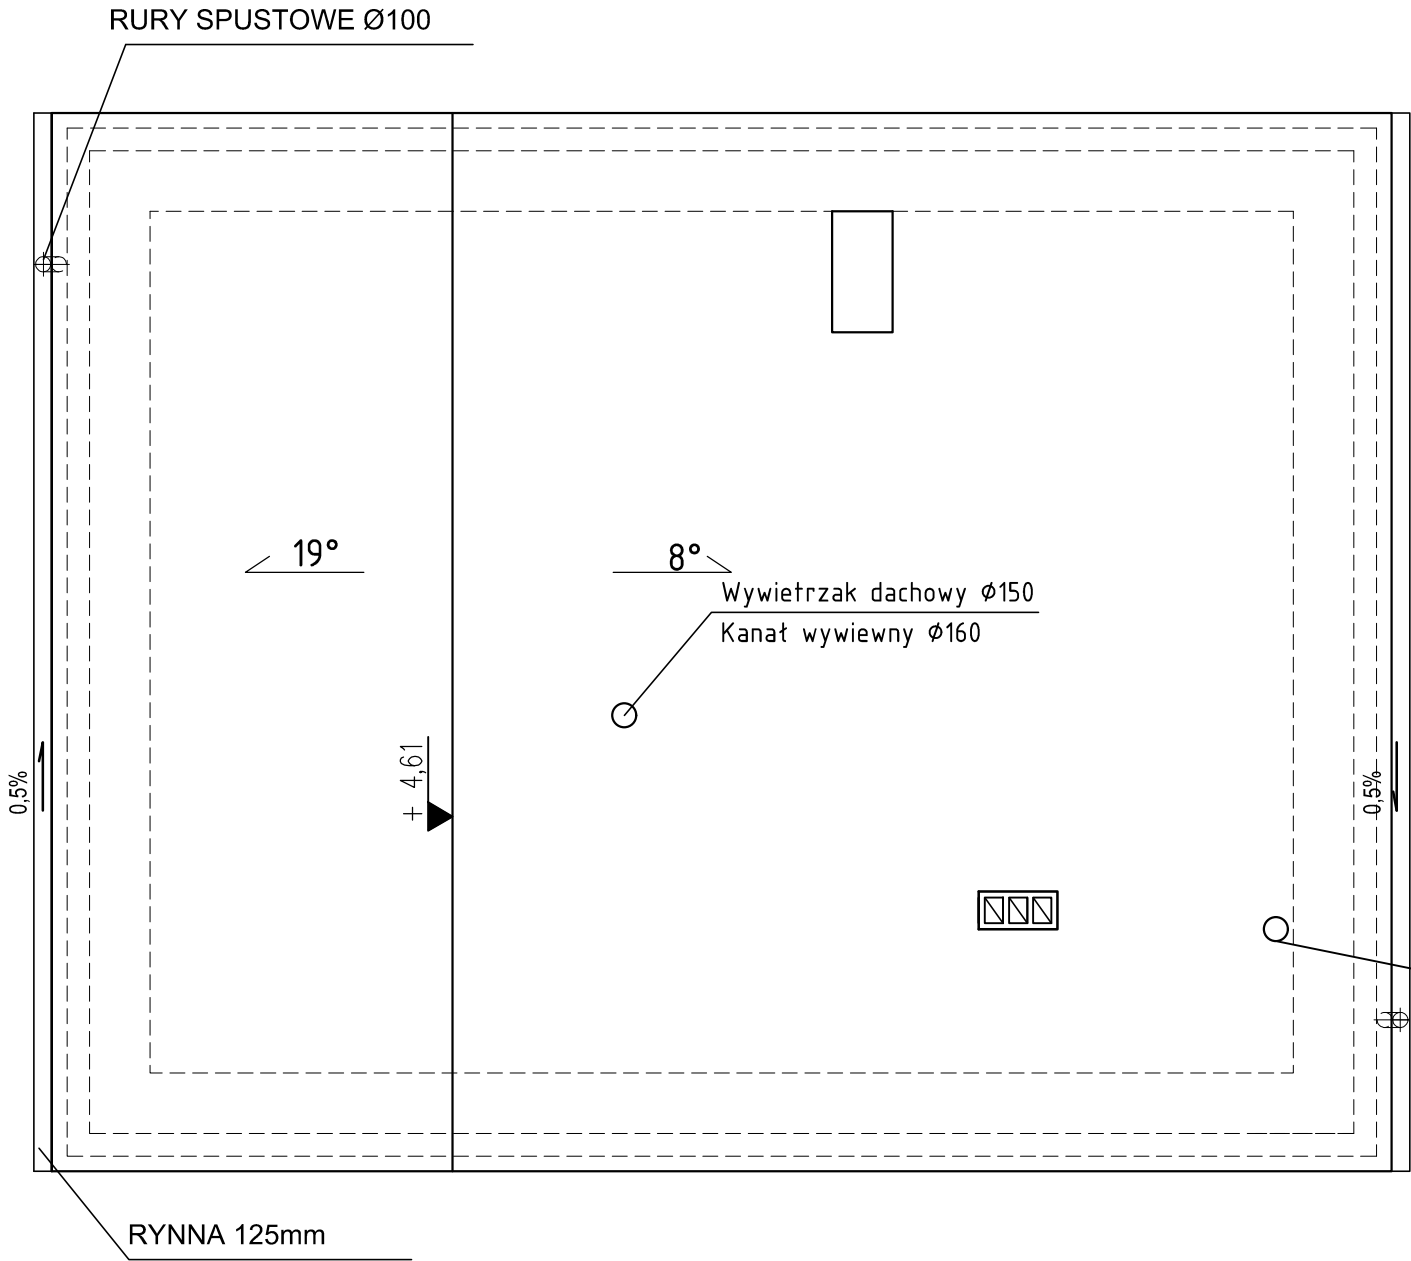 RURY SPUSTOWE Ø100
19°
8°
Wywietrzak dachowy Ø150
Kanał wywiewny Ø160
+ 4,61
0,5%
0,5%
RYNNA 125mm